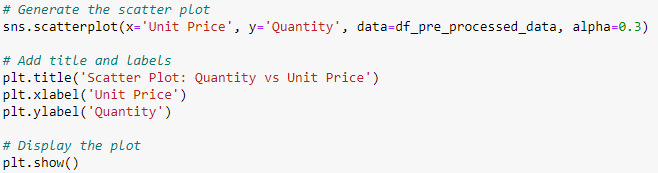 # Generate the scatter plot
sns.scatterplot(x='Unit Price', y='Quantity', data=df_pre_processed_data, alpha=0.3)
# Add title and labels
plt.title('Scatter Plot: Quantity vs Unit Price')
plt.xlabel('Unit Price')
plt.ylabel('Quantity')
# Display the plot
plt.show()